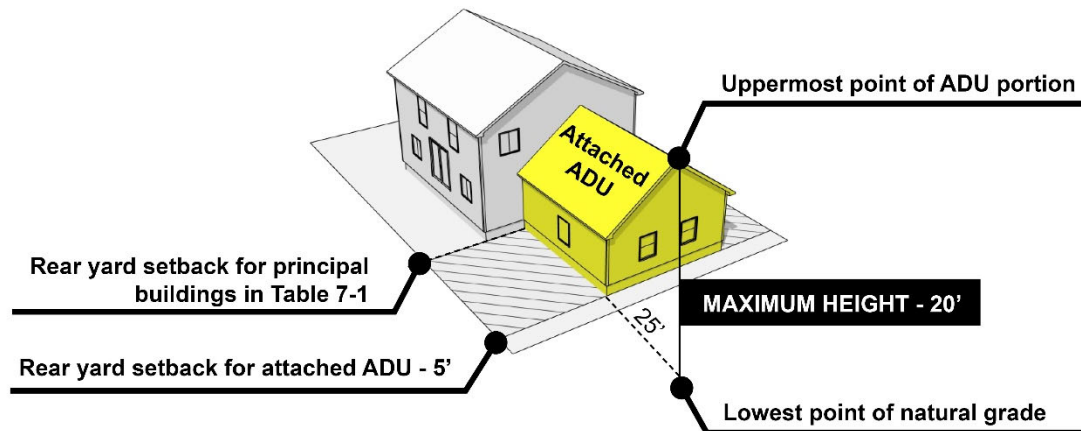 Uppermost point of ADU portion
Attached
ADU
Rear yard setback for principal
buildings in Table 7-1
MAXIMUM HEIGHT - 20’
25’
Rear yard setback for attached ADU - 5’
Lowest point of natural grade